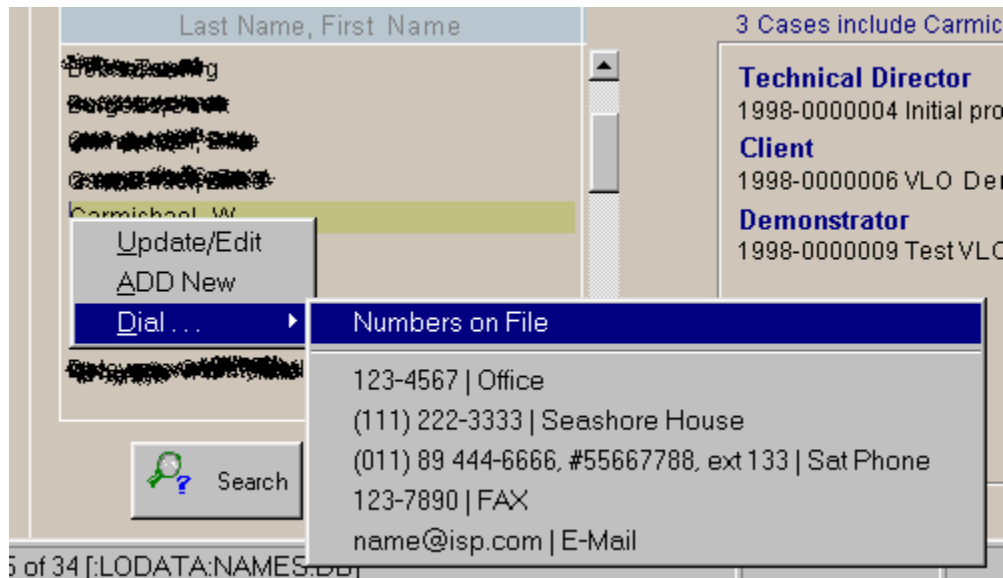 Last Name, First Name
3 Cases include Carmic
Technical Director
1998-0000004 Initial pro
Client
1998-0000006 VLO Der
Demonstrator
1998-0000009 Test VLO
Carmichael, W
Update/Edit
ADD New
Dial . . .
Numbers on File
123-4567 | Office
(111) 222-3333 | Seashore House
(011) 89 444-6666, #55667788, ext 133 | Sat Phone
123-7890 | FAX
name@isp.com | E-Mail
Search
5 of 34 [:LODATA:NAMES.DB]